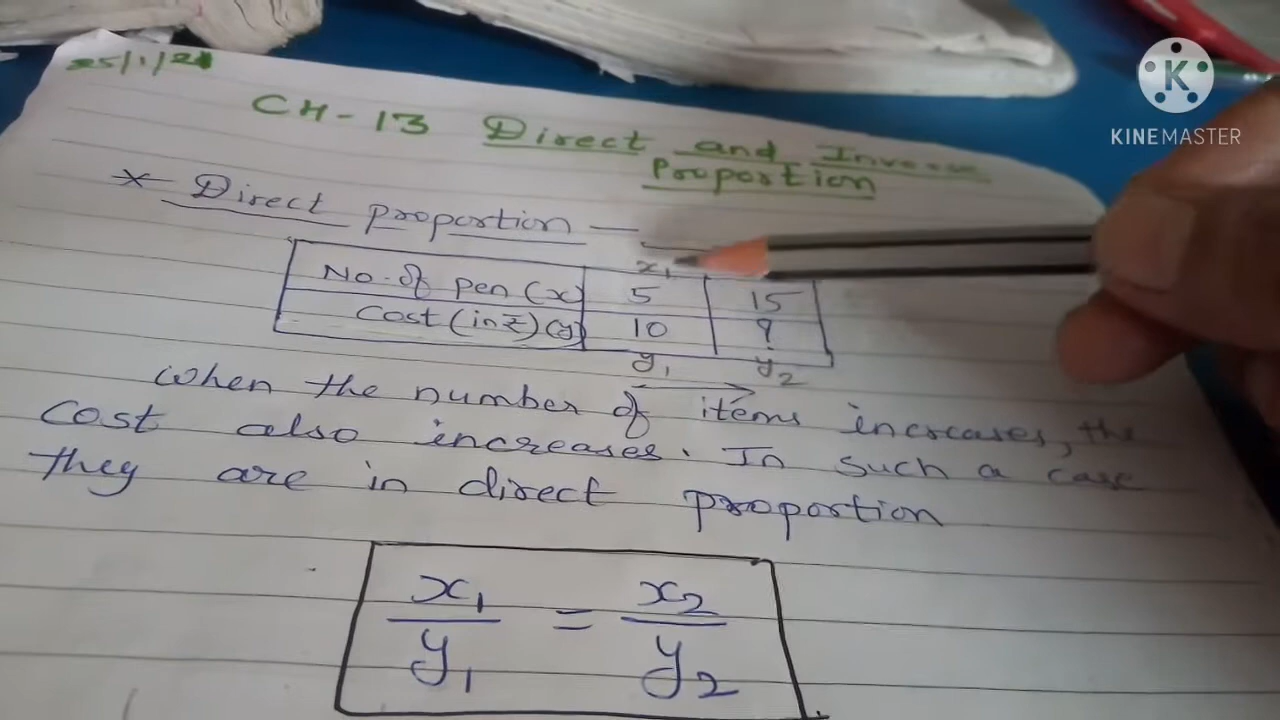 25/1/21
KINEMASTER
CH-13 Direct and Inverse
Proportion
* Direct proportion —
x1
No. of pen (x) 5 15
Cost (in ₹) (y) 10 ?
y1 y2
When the number of items increases, the
cost also increases. In such a case
they are in direct proportion
x1/y1 = x2/y2